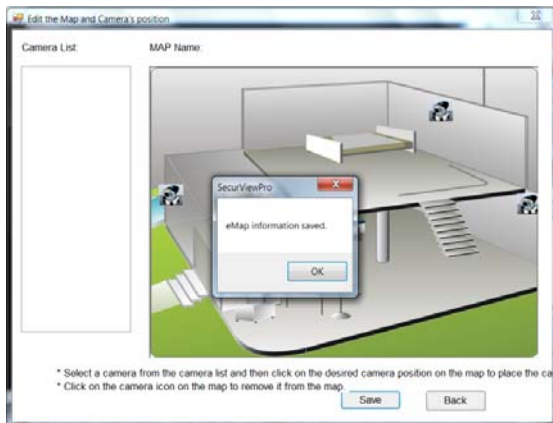 Edit the Map and Camera's position
Camera List:
MAP Name:
SecurViewPro
eMap information saved.
OK
* Select a camera from the camera list and then click on the desired camera position on the map to place the ca
* Click on the camera icon on the map to remove it from the map.
Save
Back